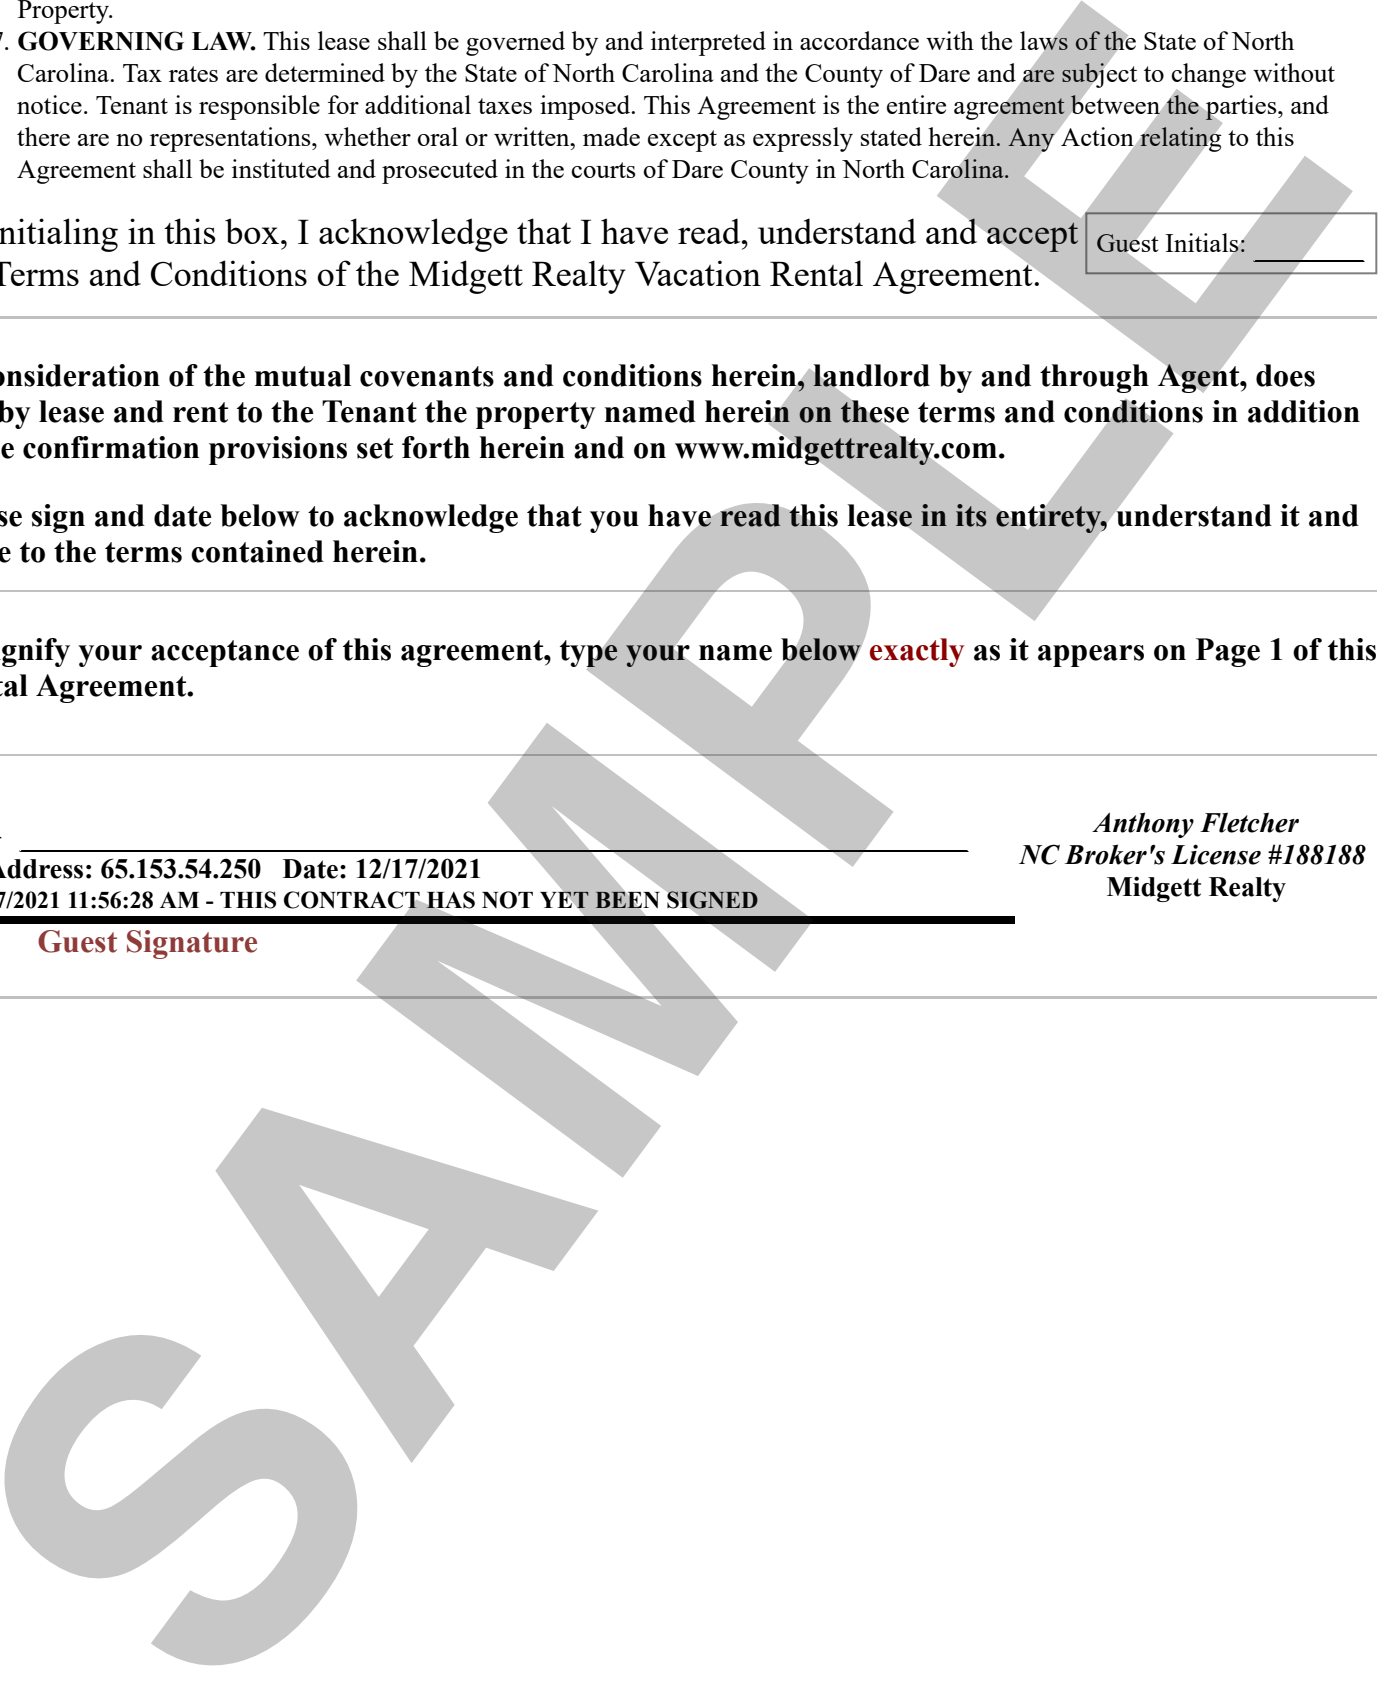 Property.
7. GOVERNING LAW. This lease shall be governed by and interpreted in accordance with the laws of the State of North
Carolina. Tax rates are determined by the State of North Carolina and the County of Dare and are subject to change without
notice. Tenant is responsible for additional taxes imposed. This Agreement is the entire agreement between the parties, and
there are no representations, whether oral or written, made except as expressly stated herein. Any Action relating to this
Agreement shall be instituted and prosecuted in the courts of Dare County in North Carolina.
nitialing in this box, I acknowledge that I have read, understand and accept
Terms and Conditions of the Midgett Realty Vacation Rental Agreement.
Guest Initials:
onsideration of the mutual covenants and conditions herein, landlord by and through Agent, does
by lease and rent to the Tenant the property named herein on these terms and conditions in addition
e confirmation provisions set forth herein and on www.midgettrealty.com.
se sign and date below to acknowledge that you have read this lease in its entirety, understand it and
e to the terms contained herein.
gnify your acceptance of this agreement, type your name below exactly as it appears on Page 1 of this
tal Agreement.
Address: 65.153.54.250 Date: 12/17/2021
7/2021 11:56:28 AM - THIS CONTRACT HAS NOT YET BEEN SIGNED
Guest Signature
Anthony Fletcher
NC Broker's License #188188
Midgett Realty
SAMPLE